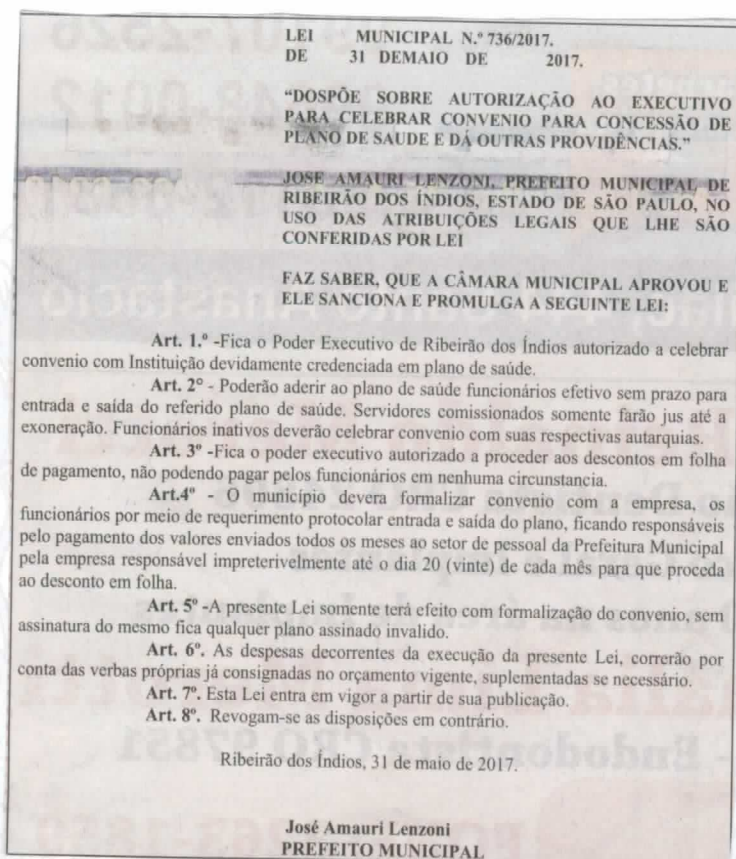 LEI MUNICIPAL N.º 736/2017.
DE 31 DEMAIO DE 2017.
“DOSPÕE SOBRE AUTORIZAÇÃO AO EXECUTIVO
PARA CELEBRAR CONVENIO PARA CONCESSÃO DE
PLANO DE SAUDE E DÁ OUTRAS PROVIDÊNCIAS.”
JOSÉ AMAURI LENZONI, PREFEITO MUNICIPAL DE
RIBEIRÃO DOS ÍNDIOS, ESTADO DE SÃO PAULO, NO
USO DAS ATRIBUIÇÕES LEGAIS QUE LHE SÃO
CONFERIDAS POR LEI
FAZ SABER, QUE A CÂMARA MUNICIPAL APROVOU E
ELE SANCIONA E PROMULGA A SEGUINTE LEI:
Art. 1.º -Fica o Poder Executivo de Ribeirão dos Índios autorizado a celebrar
convenio com Instituição devidamente credenciada em plano de saúde.
Art. 2° - Poderão aderir ao plano de saúde funcionários efetivo sem prazo para
entrada e saída do referido plano de saúde. Servidores comissionados somente farão jus até a
exoneração. Funcionários inativos deverão celebrar convenio com suas respectivas autarquias.
Art. 3º -Fica o poder executivo autorizado a proceder aos descontos em folha
de pagamento, não podendo pagar pelos funcionários em nenhuma circunstancia.
Art.4º - O município devera formalizar convenio com a empresa, os
funcionários por meio de requerimento protocolar entrada e saída do plano, ficando responsáveis
pelo pagamento dos valores enviados todos os meses ao setor de pessoal da Prefeitura Municipal
pela empresa responsável impreterivelmente até o dia 20 (vinte) de cada mês para que proceda
ao desconto em folha.
Art. 5º -A presente Lei somente terá efeito com formalização do convenio, sem
assinatura do mesmo fica qualquer plano assinado invalido.
Art. 6º. As despesas decorrentes da execução da presente Lei, correrão por
conta das verbas próprias já consignadas no orçamento vigente, suplementadas se necessário.
Art. 7º. Esta Lei entra em vigor a partir de sua publicação.
Art. 8º. Revogam-se as disposições em contrário.
Ribeirão dos Índios, 31 de maio de 2017.
José Amauri Lenzoni
PREFEITO MUNICIPAL